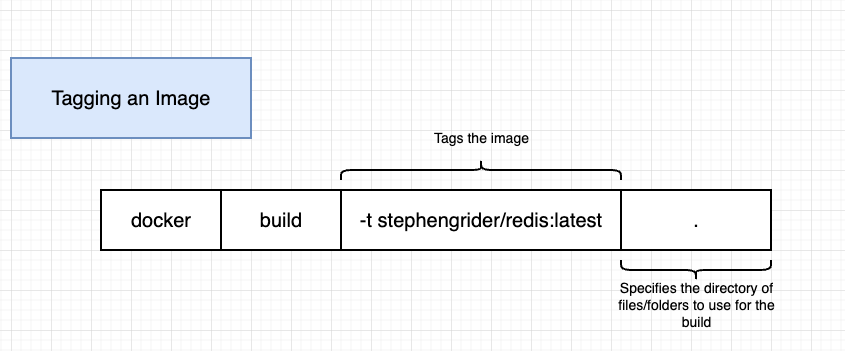 Tagging an Image
Tags the image
docker build -t stephengrider/redis:latest .
Specifies the directory of
files/folders to use for the
build